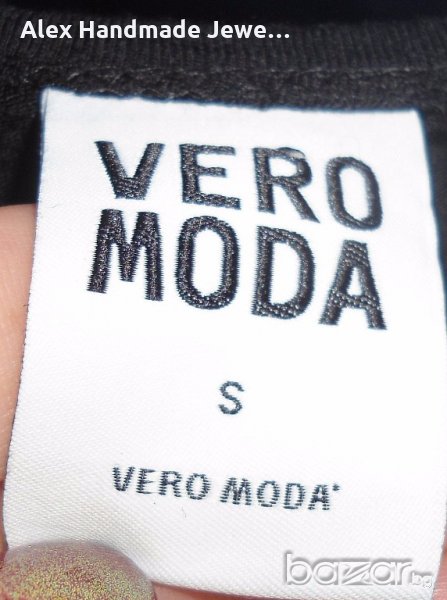 Alex Handmade Jewe...
VERO
MODA
S
VERO MODA*
bazar.bg